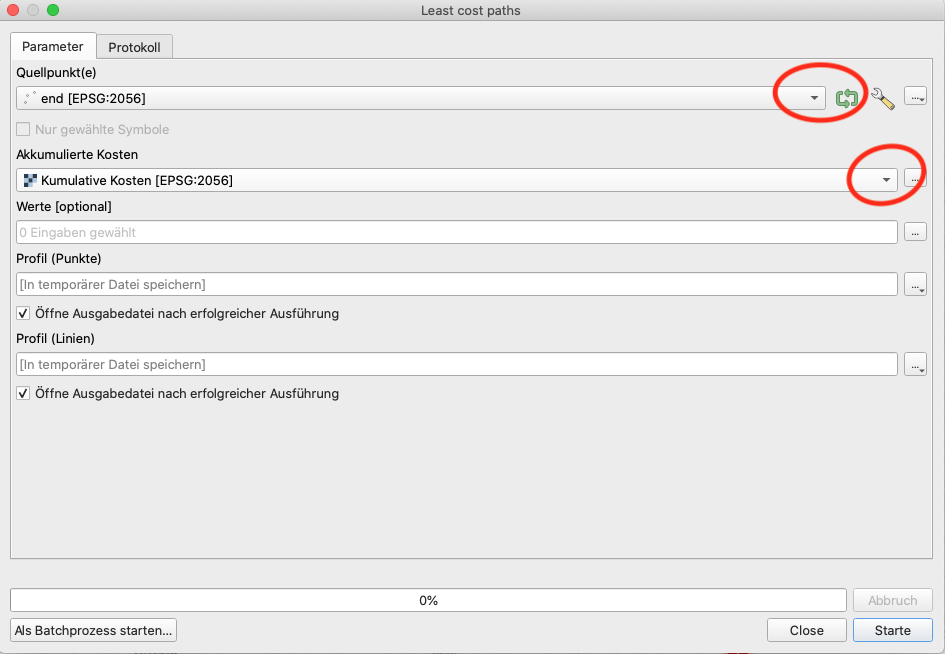 Least cost paths
Parameter
Protokoll
Quellpunkt(e)
end [EPSG:2056]
...
Nur gewählte Symbole
Akkumulierte Kosten
Kumulative Kosten [EPSG:2056]
...
Werte [optional]
0 Eingaben gewählt
...
Profil (Punkte)
[In temporärer Datei speichern]
...
Öffne Ausgabedatei nach erfolgreicher Ausführung
Profil (Linien)
[In temporärer Datei speichern]
...
Öffne Ausgabedatei nach erfolgreicher Ausführung
0%
Abbruch
Als Batchprozess starten...
Close
Starte